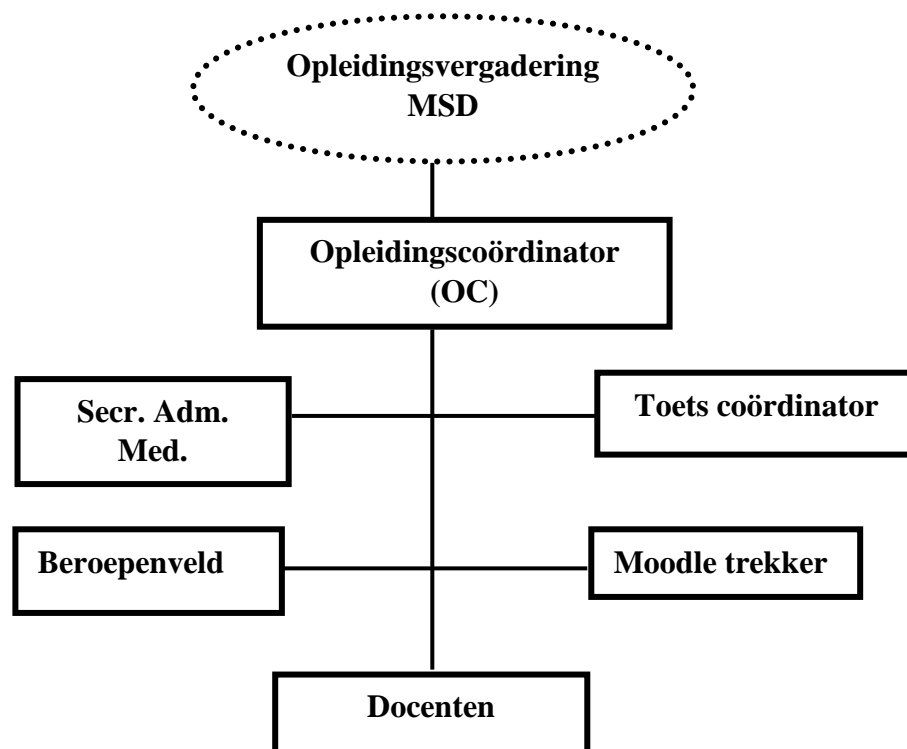 Opleidingsvergadering
MSD
Opleidingscoördinator
(OC)
Secr. Adm.
Med.
Toets coördinator
Beroepenveld
Moodle trekker
Docenten